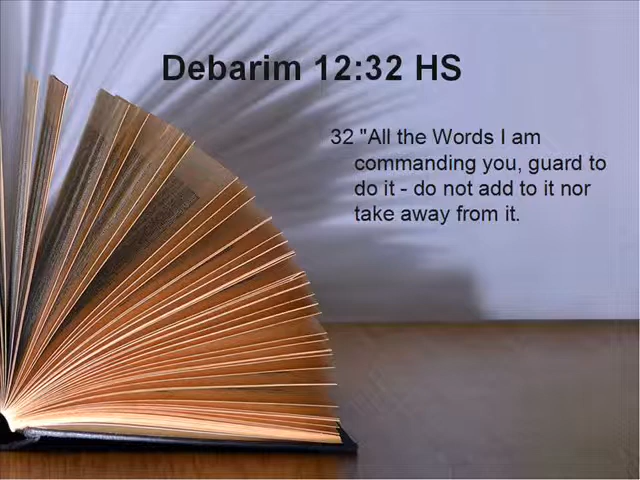 Debarim 12:32 HS
32 "All the Words I am
commanding you, guard to
do it - do not add to it nor
take away from it.